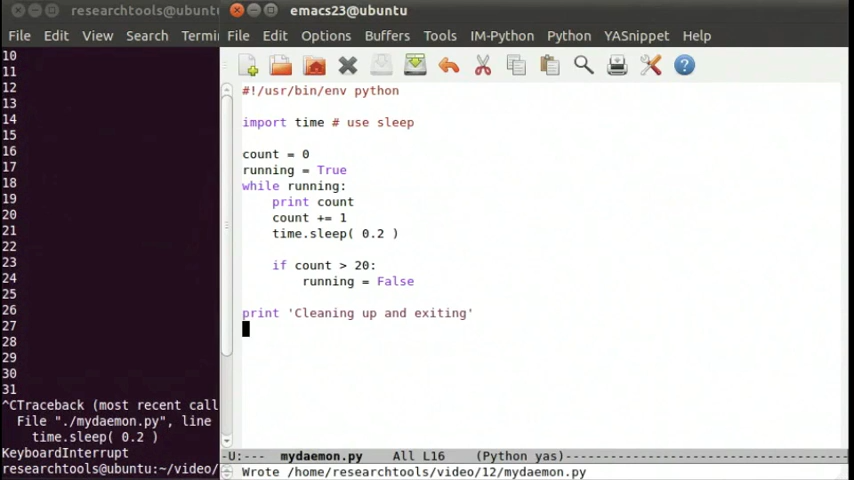 researchtools@ubuntu:
File Edit View Search Termi
10
11
12
13
14
15
16
17
18
19
20
21
22
23
24
25
26
27
28
29
30
31
^CTraceback (most recent call
File "./mydaemon.py", line
time.sleep( 0.2 )
KeyboardInterrupt
researchtools@ubuntu:~/video/
emacs23@ubuntu
File Edit Options Buffers Tools IM-Python Python YASnippet Help
#!/usr/bin/env python
import time # use sleep
count = 0
running = True
while running:
print count
count += 1
time.sleep( 0.2 )
if count > 20:
running = False
print 'Cleaning up and exiting'
-U:--- mydaemon.py All L16 (Python yas)--------------------------------------
Wrote /home/researchtools/video/12/mydaemon.py